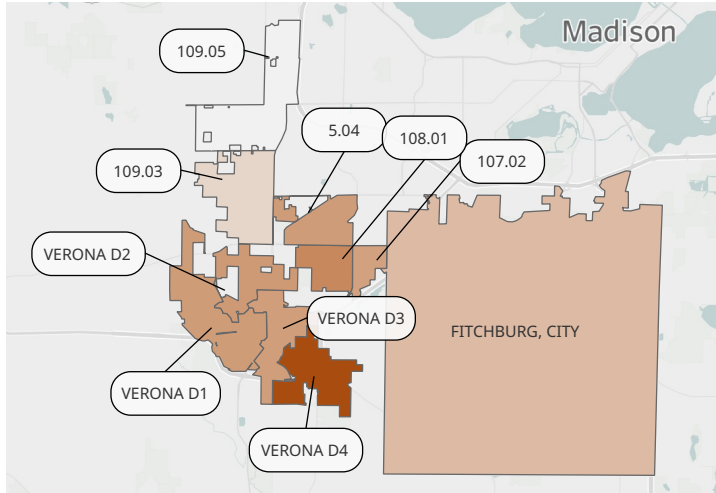 Madison
109.05
5.04
108.01
107.02
109.03
VERONA D2
VERONA D3
FITCHBURG, CITY
VERONA D1
VERONA D4